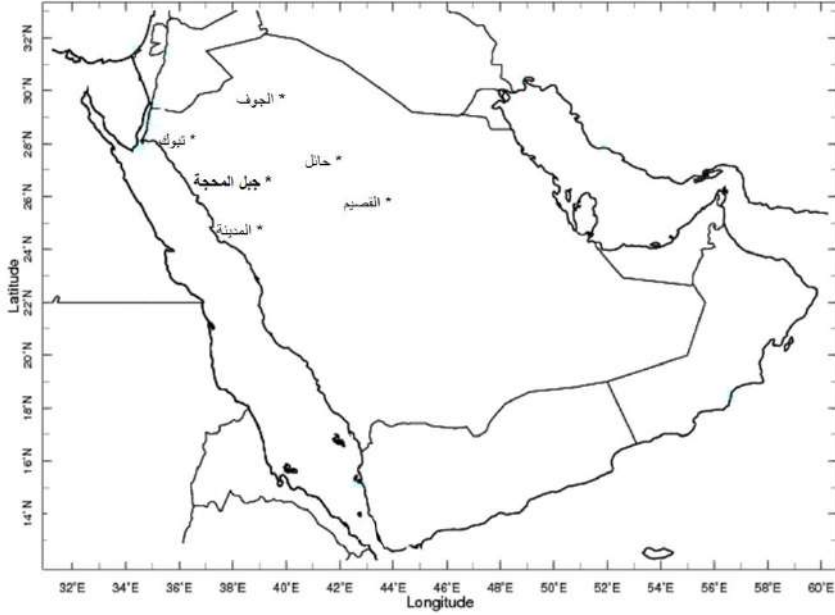 32˚N
30˚N
28˚N
26˚N
24˚N
22˚N
20˚N
18˚N
16˚N
14˚N
Latitude
* الجوف
* تبوك
* حائل
* جبل المحجة
* القصيم
* المدينة
32˚E 34˚E 36˚E 38˚E 40˚E 42˚E 44˚E 46˚E 48˚E 50˚E 52˚E 54˚E 56˚E 58˚E 60˚E
Longitude